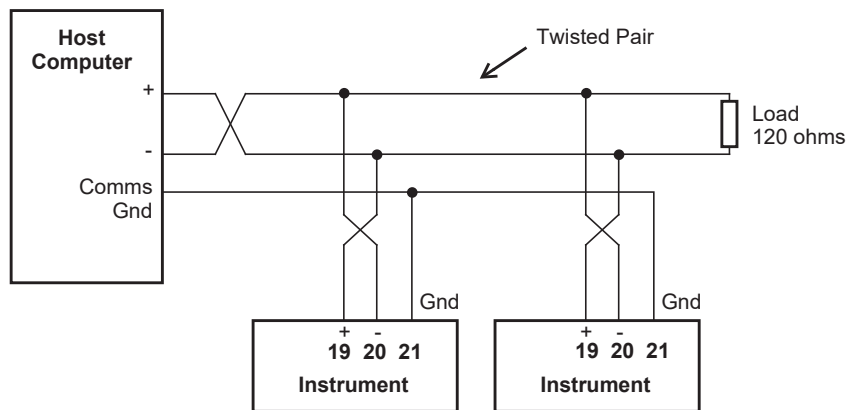 Host
Computer
Twisted Pair
+
-
Load
120 ohms
Comms
Gnd
Gnd
+ -
19 20 21
Instrument
Gnd
+ -
19 20 21
Instrument